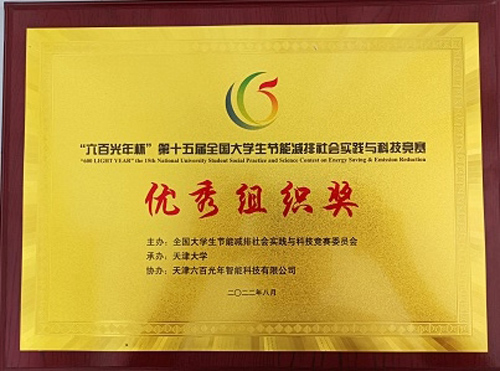 “六百光年杯”第十五届全国大学生节能减排社会实践与科技竞赛
“600 LIGHT YEAR” the 15th National University Student Social Practice and Science Contest on Energy Saving & Emission Reduction
优秀组织奖
主办：全国大学生节能减排社会实践与科技竞赛委员会
承办：天津大学
协办：天津六百光年智能科技有限公司
二〇二二年八月